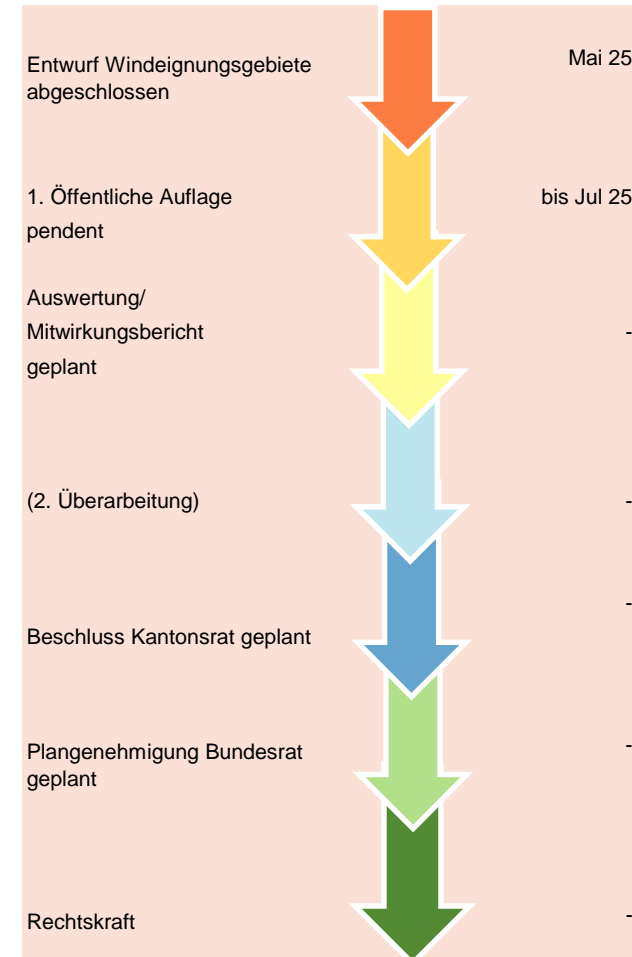 Entwurf Windeignungsgebiete
abgeschlossen
Mai 25
1. Öffentliche Auflage
pendent
bis Jul 25
Auswertung/
Mitwirkungsbericht
geplant
-
(2. Überarbeitung)
-
-
Beschluss Kantonsrat geplant
Plangenehmigung Bundesrat
geplant
-
Rechtskraft
-